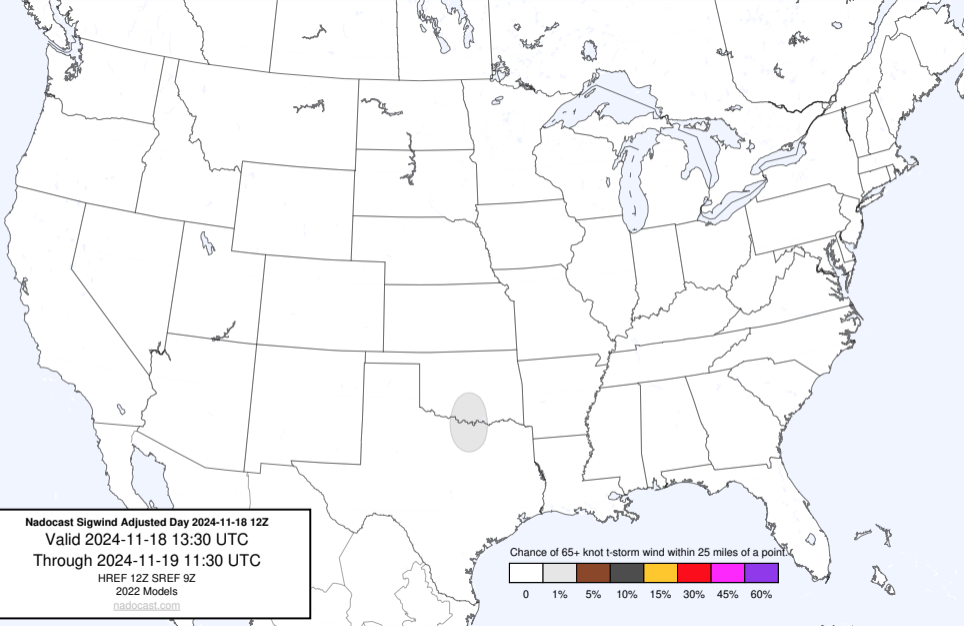 Nadocast Sigwind Adjusted Day 2024-11-18 12Z
Valid 2024-11-18 13:30 UTC
Through 2024-11-19 11:30 UTC
HREF 12Z SREF 9Z
2022 Models
nadocast.com
Chance of 65+ knot t-storm wind within 25 miles of a point.
0 1% 5% 10% 15% 30% 45% 60%